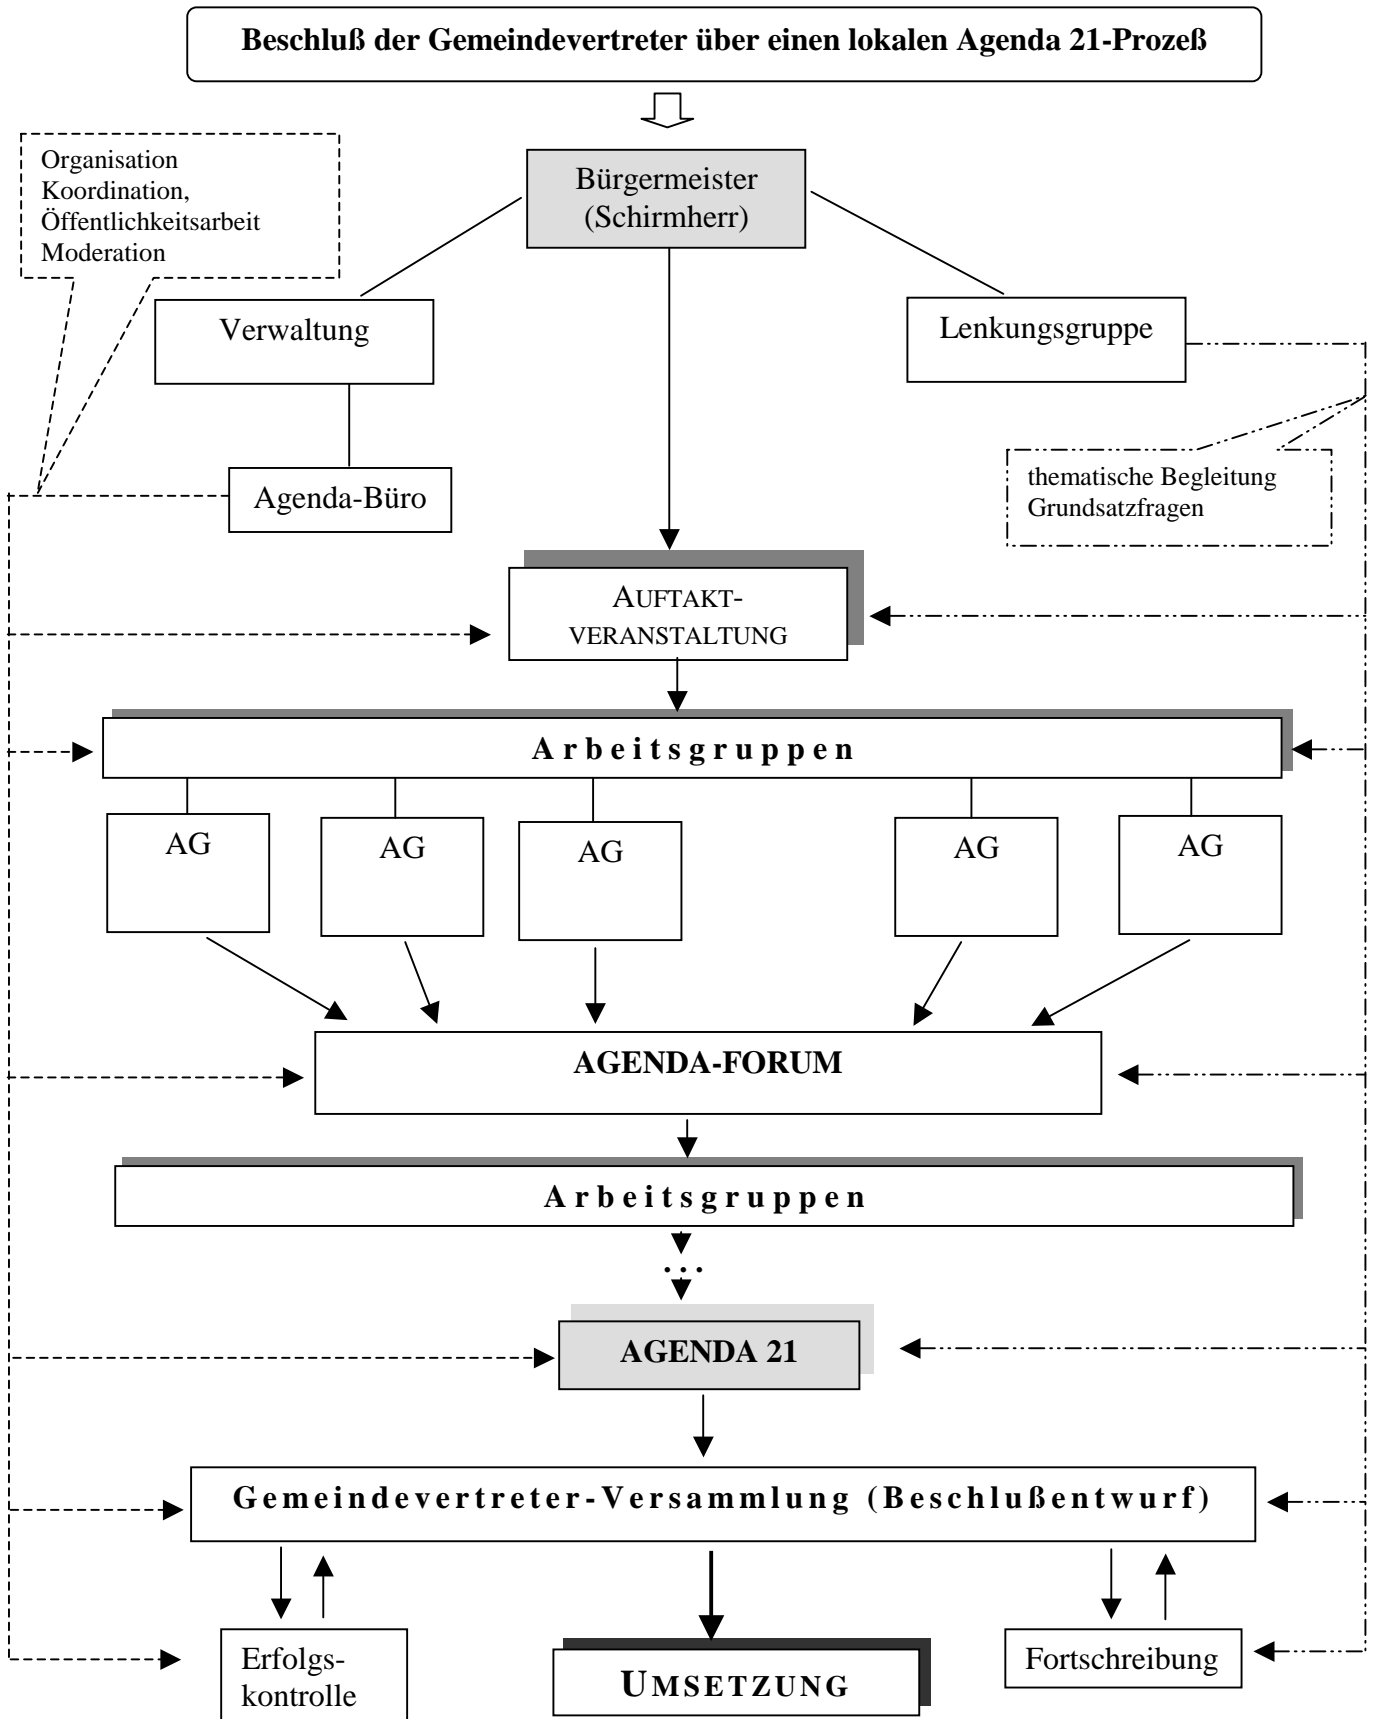 Beschluß der Gemeindevertreter über einen lokalen Agenda 21-Prozeß
Organisation
Koordination,
Öffentlichkeitsarbeit
Moderation
Bürgermeister
(Schirmherr)
Verwaltung
Lenkungsgruppe
Agenda-Büro
thematische Begleitung
Grundsatzfragen
AUFTAKT-
VERANSTALTUNG
Arbeitsgruppen
AG
AG
AG
AG
AG
AGENDA-FORUM
Arbeitsgruppen
...
AGENDA 21
Gemeindevertreter-Versammlung (Beschlußentwurf)
Erfolgs-
kontrolle
UMSETZUNG
Fortschreibung